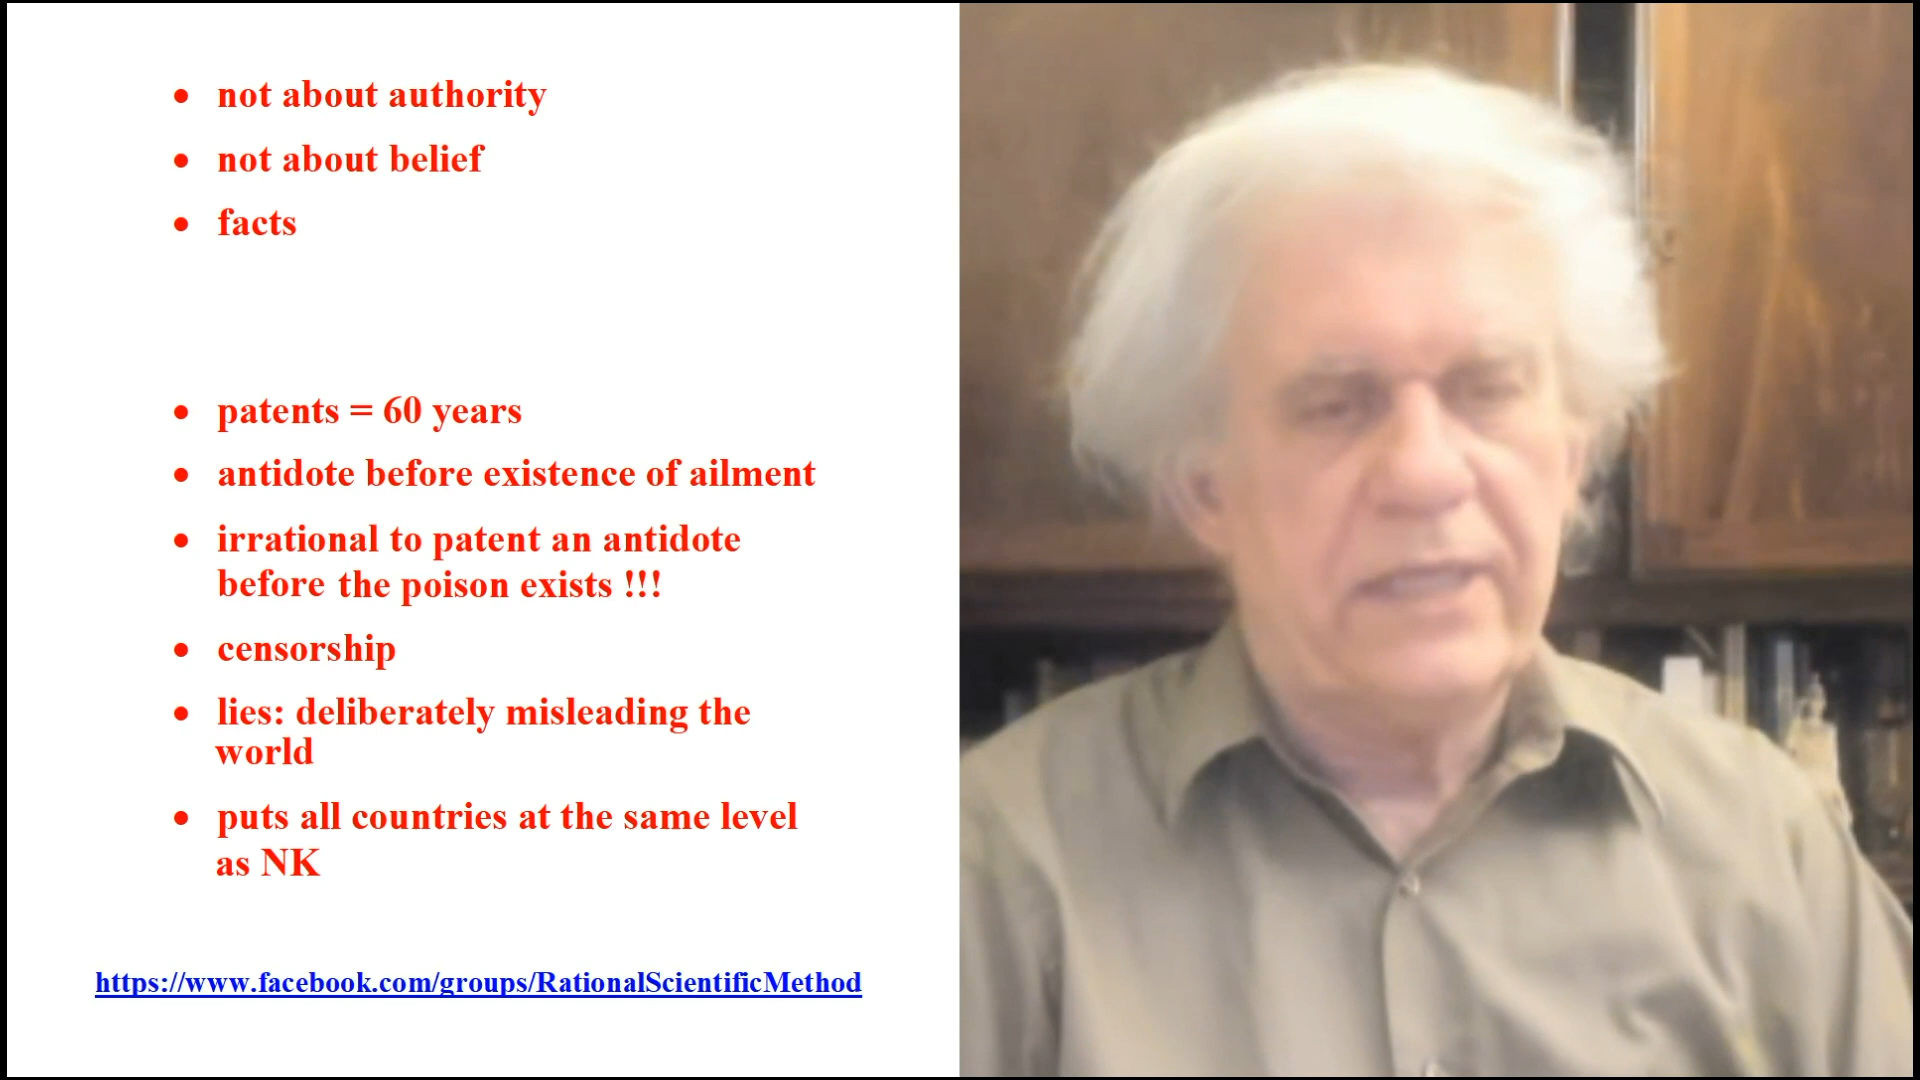 • not about authority
• not about belief
• facts
• patents = 60 years
• antidote before existence of ailment
• irrational to patent an antidote
before the poison exists !!!
• censorship
• lies: deliberately misleading the
world
• puts all countries at the same level
as NK
https://www.facebook.com/groups/RationalScientificMethod